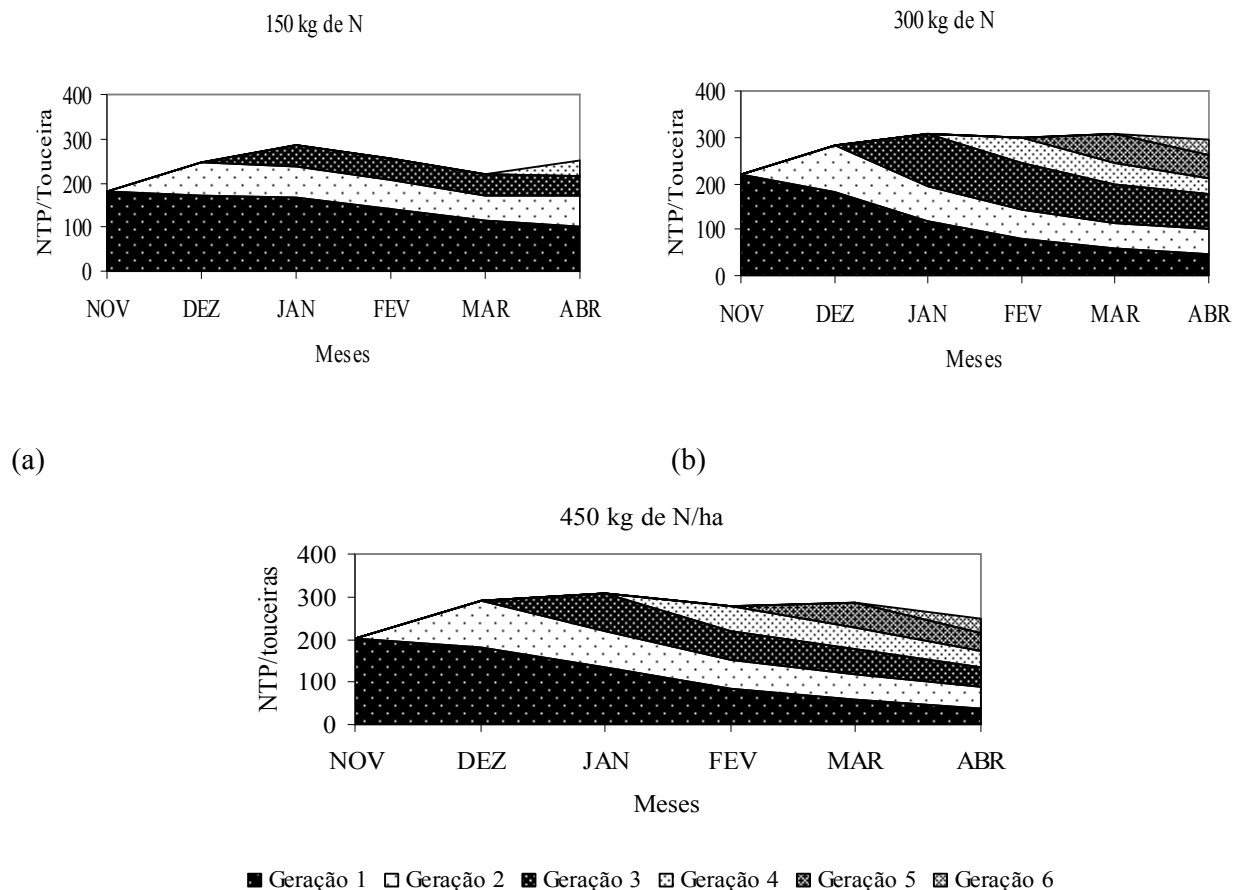 150 kg de N
300 kg de N
NTP/Touceira
400
300
200
100
0
NOV DEZ JAN FEV MAR ABR
Meses
NTP/Touceira
400
300
200
100
0
NOV DEZ JAN FEV MAR ABR
Meses
(a)
(b)
450 kg de N/ha
NTP/touceiras
400
300
200
100
0
NOV DEZ JAN FEV MAR ABR
Meses
Geração 1 Geração 2 Geração 3 Geração 4 Geração 5 Geração 6